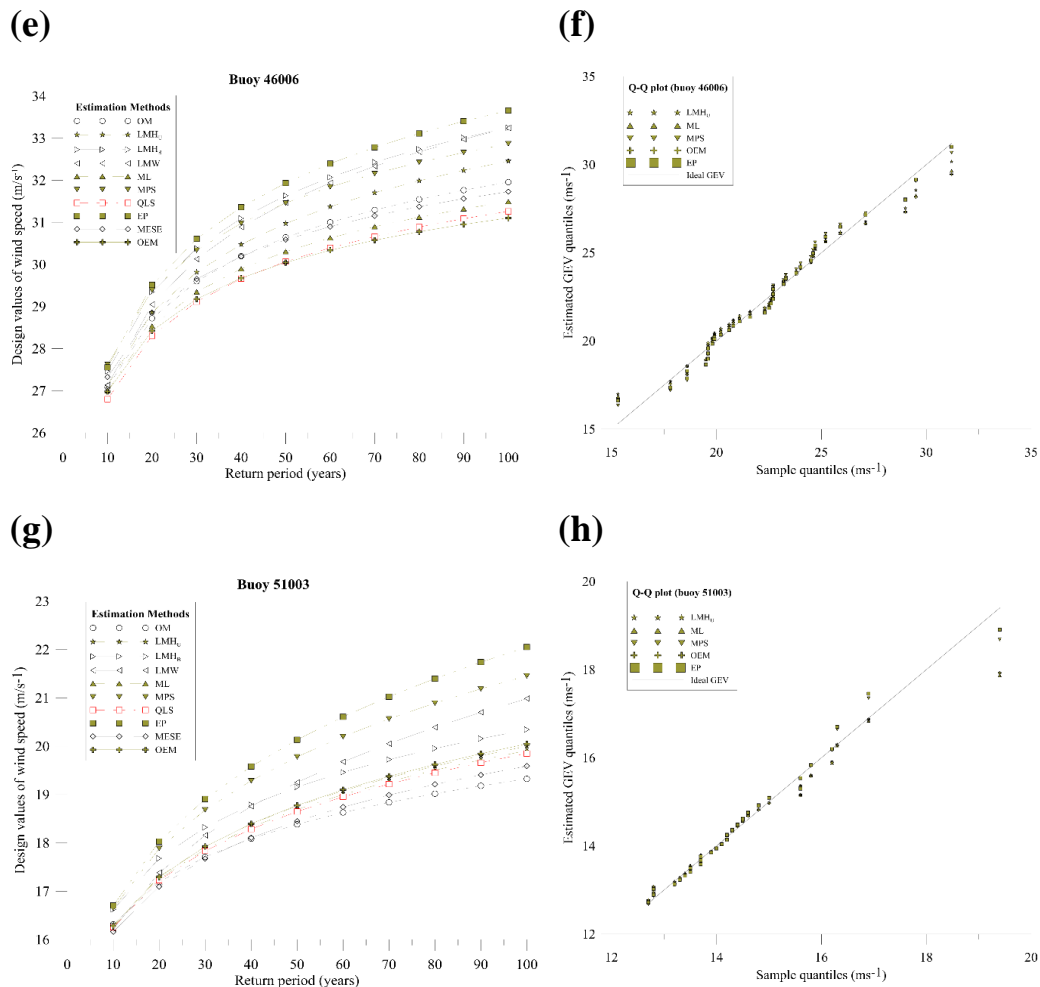 (e)
Buoy 46006
Design values of wind speed (m/s⁻¹)
34
33
32
31
30
29
28
27
26
Estimation Methods
OM
LMH_U
LMH_B
LMW
ML
MPS
QLS
EP
MESE
OEM
0 10 20 30 40 50 60 70 80 90 100
Return period (years)
(f)
Estimated GEV quantiles (ms⁻¹)
35
30
25
20
15
Q-Q plot (buoy 46006)
LMH_U
ML
MPS
OEM
EP
Ideal GEV
15 20 25 30 35
Sample quantiles (ms⁻¹)
(g)
Buoy 51003
Design values of wind speed (m/s⁻¹)
23
22
21
20
19
18
17
16
Estimation Methods
OM
LMH_U
LMH_B
LMW
ML
MPS
QLS
EP
MESE
OEM
0 10 20 30 40 50 60 70 80 90 100
Return period (years)
(h)
Estimated GEV quantiles (ms⁻¹)
20
18
16
14
12
Q-Q plot (buoy 51003)
LMH_U
ML
MPS
OEM
EP
Ideal GEV
12 14 16 18 20
Sample quantiles (ms⁻¹)